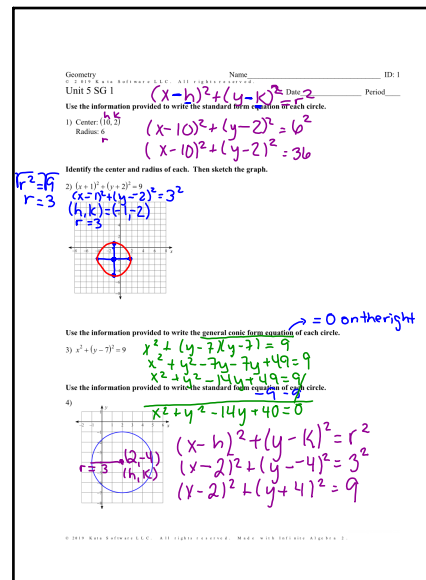 Geometry Name ID: 1
© 2019 Kuta Software LLC. All rights reserved.
Unit 5 SG 1 Date Period
(x-h)²+(y-k)²=r²
Use the information provided to write the standard form equation of each circle.
h k
1) Center: (10, 2)
Radius: 6
r
(x-10)²+(y-2)²=6²
(x-10)²+(y-2)²=36
Identify the center and radius of each. Then sketch the graph.
√r²=√9
r=3
2) (x + 1)² + (y + 2)² = 9
(x--1)²+(y--2)²=3²
(h,k)=(-1,-2)
r=3
Use the information provided to write the general conic form equation of each circle.
=0 on the right
3) x² + (y − 7)² = 9
x²+(y-7)(y-7)=9
x²+y²-7y-7y+49=9
x²+y²-14y+49=9
-9 -9
x²+y²-14y+40=0
Use the information provided to write the standard form equation of each circle.
4)
r=3
(2,-4)
(h,k)
(x-h)²+(y-k)²=r²
(x-2)²+(y--4)²=3²
(x-2)²+(y+4)²=9
© 2019 Kuta Software LLC. All rights reserved. Made with Infinite Algebra 2.